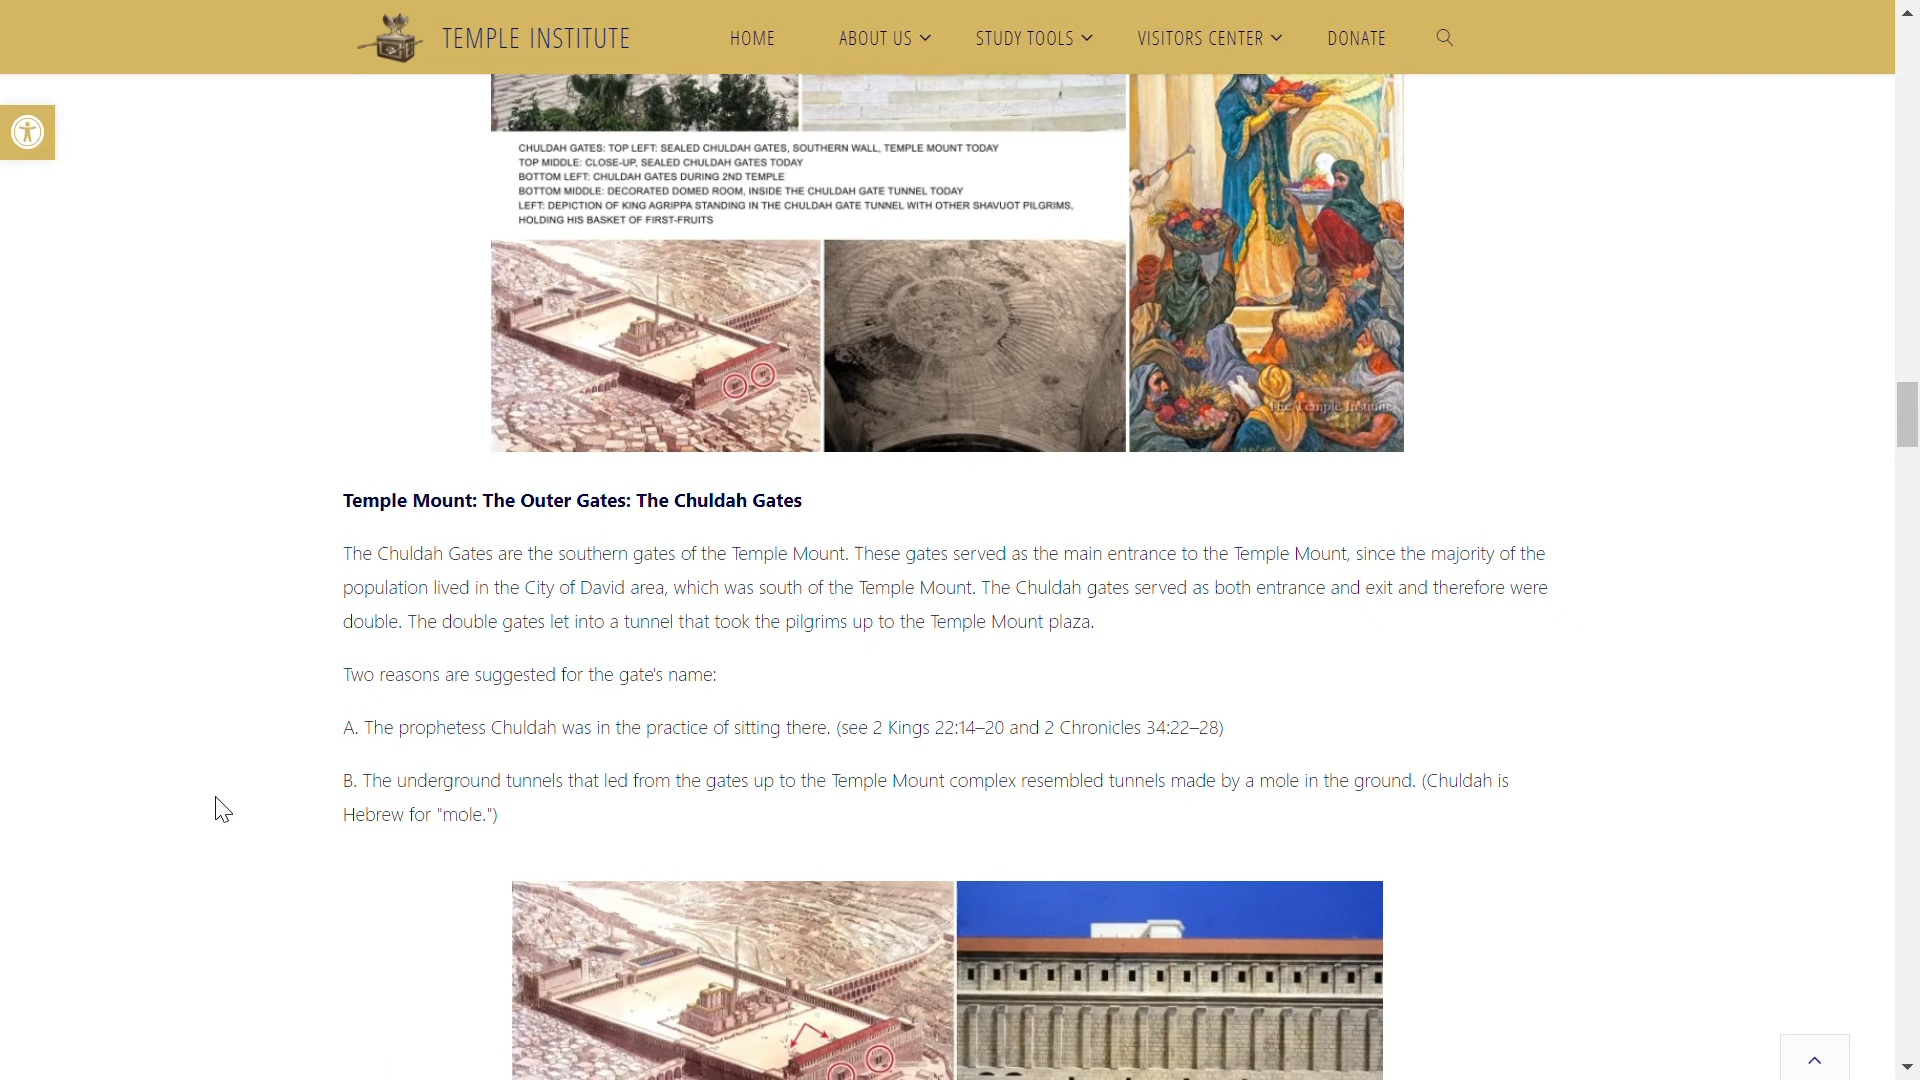 TEMPLE INSTITUTE
HOME
ABOUT US
STUDY TOOLS
VISITORS CENTER
DONATE
CHULDAH GATES: TOP LEFT: SEALED CHULDAH GATES, SOUTHERN WALL, TEMPLE MOUNT TODAY
TOP MIDDLE: CLOSE-UP, SEALED CHULDAH GATES TODAY
BOTTOM LEFT: CHULDAH GATES DURING 2ND TEMPLE
BOTTOM MIDDLE: DECORATED DOMED ROOM, INSIDE THE CHULDAH GATE TUNNEL TODAY
LEFT: DEPICTION OF KING AGRIPPA STANDING IN THE CHULDAH GATE TUNNEL WITH OTHER SHAVUOT PILGRIMS,
HOLDING HIS BASKET OF FIRST-FRUITS
The Temple Institute
Temple Mount: The Outer Gates: The Chuldah Gates
The Chuldah Gates are the southern gates of the Temple Mount. These gates served as the main entrance to the Temple Mount, since the majority of the
population lived in the City of David area, which was south of the Temple Mount. The Chuldah gates served as both entrance and exit and therefore were
double. The double gates let into a tunnel that took the pilgrims up to the Temple Mount plaza.
Two reasons are suggested for the gate's name:
A. The prophetess Chuldah was in the practice of sitting there. (see 2 Kings 22:14–20 and 2 Chronicles 34:22–28)
B. The underground tunnels that led from the gates up to the Temple Mount complex resembled tunnels made by a mole in the ground. (Chuldah is
Hebrew for "mole.")